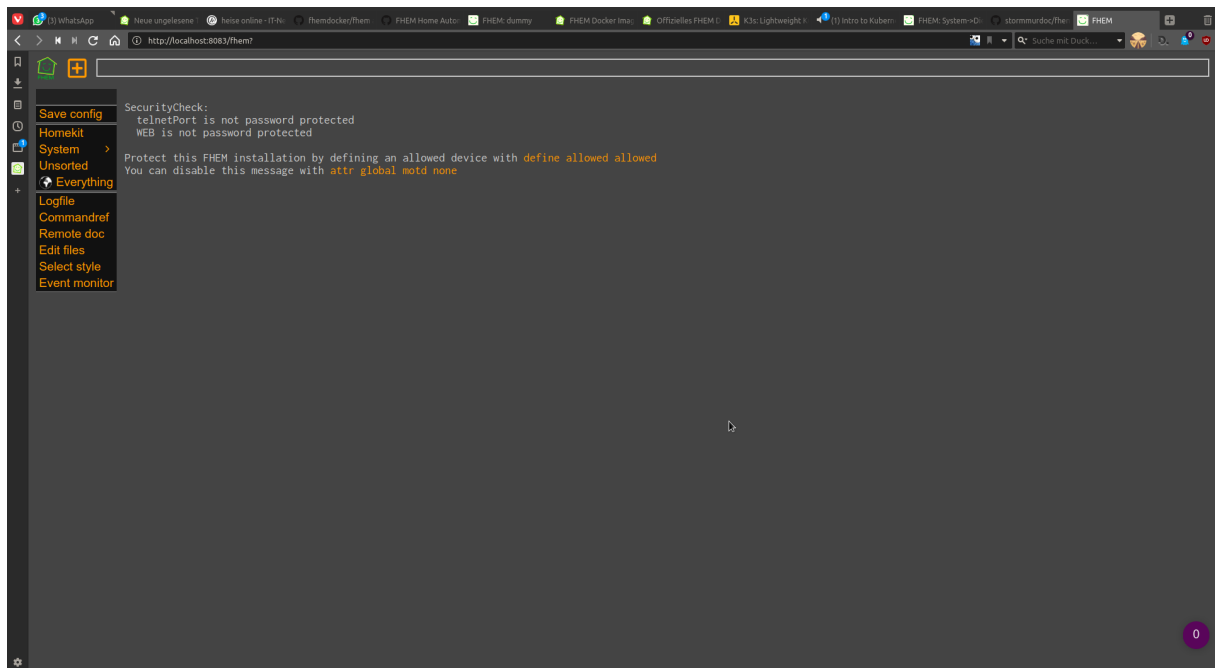 (3) WhatsApp
Neue ungelesene
heise online - IT-Ne
fhemdocker/fhem
FHEM Home Autor
FHEM: dummy
FHEM Docker Imag
Offizielles FHEM D
K3s: Lightweight K
(1) Intro to Kubern
FHEM: System->Di
stormmurdoc/fher
FHEM
http://localhost:8083/fhem?
Suche mit Duck...
FHEM
SecurityCheck:
telnetPort is not password protected
WEB is not password protected
Protect this FHEM installation by defining an allowed device with define allowed allowed
You can disable this message with attr global motd none
Save config
Homekit
System >
Unsorted
Everything
Logfile
Commandref
Remote doc
Edit files
Select style
Event monitor
0